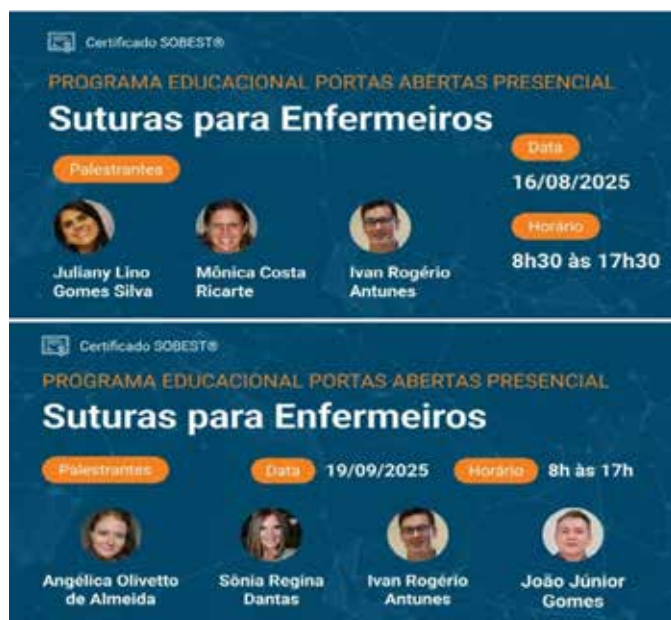 Certificado SOBEST®
PROGRAMA EDUCACIONAL PORTAS ABERTAS PRESENCIAL
Suturas para Enfermeiros
Palestrantes
Data
16/08/2025
Horário
8h30 às 17h30
Juliany Lino
Gomes Silva
Mônica Costa
Ricarte
Ivan Rogério
Antunes
Certificado SOBEST®
PROGRAMA EDUCACIONAL PORTAS ABERTAS PRESENCIAL
Suturas para Enfermeiros
Palestrantes
Data 19/09/2025
Horário 8h às 17h
Angélica Olivetto
de Almeida
Sônia Regina
Dantas
Ivan Rogério
Antunes
João Júnior
Gomes